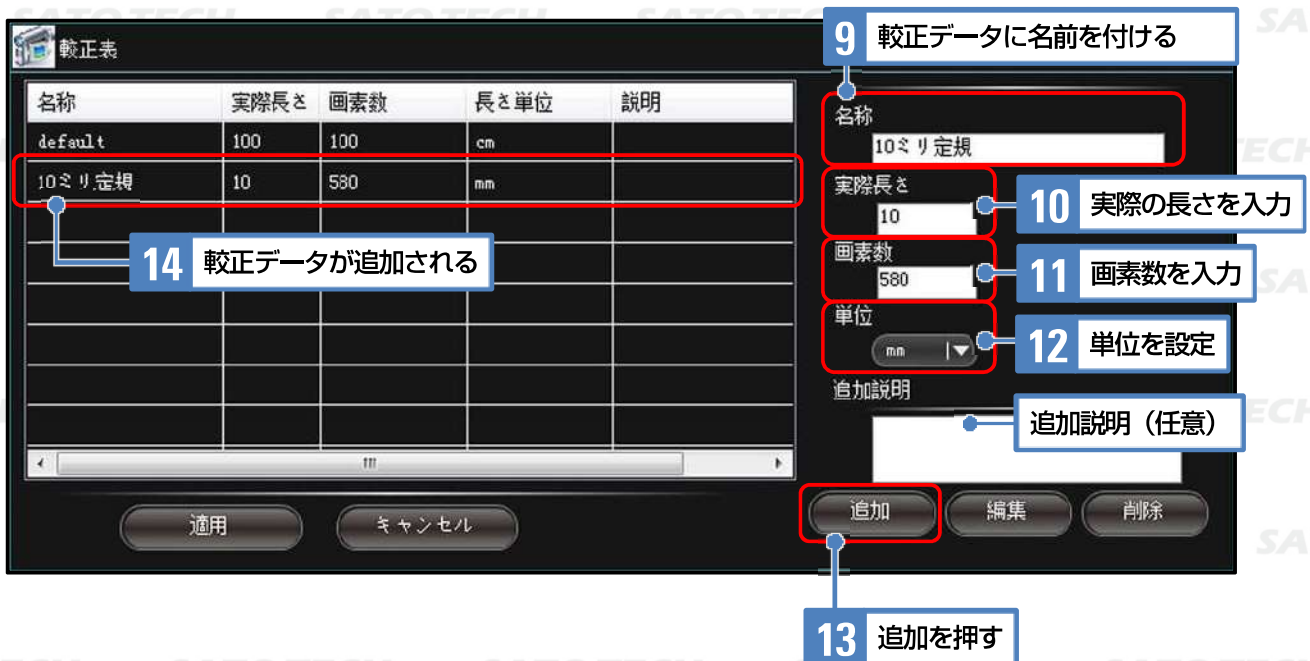 SATOTECH SATOTECH SATOTECH SA
9 較正データに名前を付ける
較正表
名称 実際長さ 画素数 長さ単位 説明
default 100 100 cm
10ミリ定規 10 580 mm
14 較正データが追加される
名称
10ミリ定規
実際長さ
10
10 実際の長さを入力
画素数
580
11 画素数を入力
単位
mm
12 単位を設定
追加説明
追加説明（任意）
適用 キャンセル
追加 編集 削除
13 追加を押す